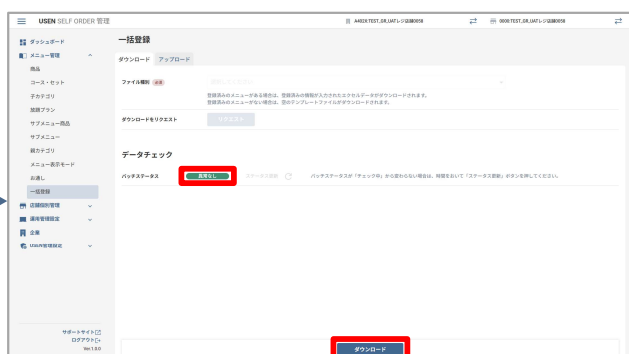 USEN SELF ORDER 管理
A4020:TEST_QR_UATレジ店舗0058
0000:TEST_QR_UATレジ店舗0058
ダッシュボード
メニュー管理
商品
コース・セット
子カテゴリ
放題プラン
サブメニュー商品
サブメニュー
親カテゴリ
メニュー表示モード
お通し
一括登録
店舗個別管理
運用管理設定
企業
USEN管理設定
サポートサイト
ログアウト
Ver.1.0.0
一括登録
ダウンロード アップロード
ファイル種別 必須
登録済みのメニューがある場合は、登録済みの情報が入力されたエクセルデータがダウンロードされます。
登録済みのメニューがない場合は、空のテンプレートファイルがダウンロードされます。
ダウンロードをリクエスト リクエスト
データチェック
バッチステータス 異常なし ステータス更新 バッチステータスが「チェック中」から変わらない場合は、時間をおいて「ステータス更新」ボタンを押してください。
ダウンロード